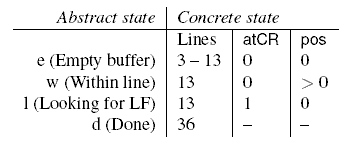 Abstract state Concrete state
Lines atCR pos
e (Empty buffer) 3 – 13 0 0
w (Within line) 13 0 > 0
l (Looking for LF) 13 1 0
d (Done) 36 – –